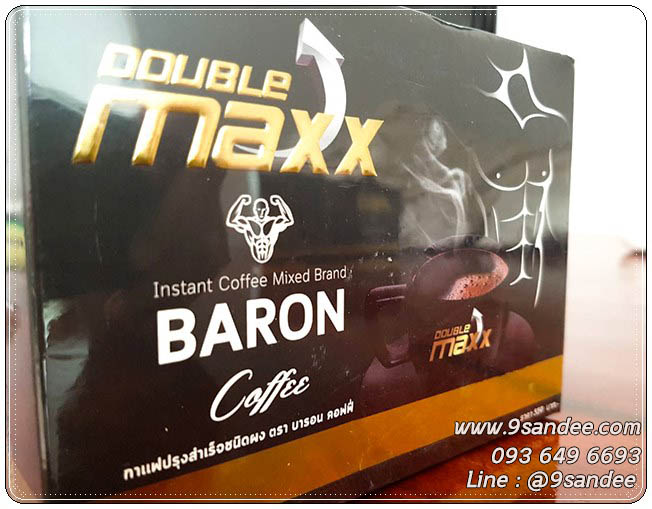 DOUBLE
maxx
Instant Coffee Mixed Brand
BARON
Coffee
กาแฟปรุงสำเร็จชนิดผง ตรา บารอน คอฟฟี่
DOUBLE
maxx
www.9sandee.com
093 649 6693
Line : @9sandee